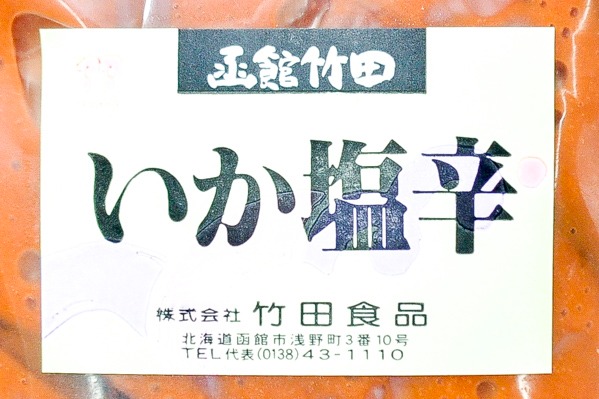 函館竹田
いか塩辛
株式会社 竹田食品
北海道函館市浅野町3番10号
TEL代表(0138)43-1110